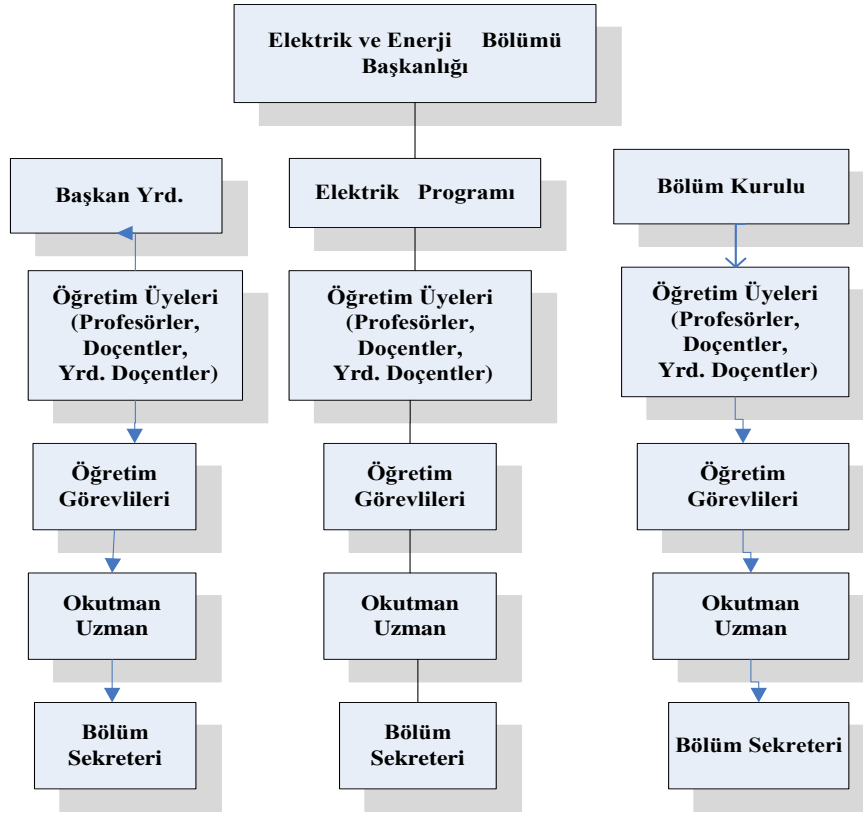 Elektrik ve Enerji Bölümü
Başkanlığı
Başkan Yrd.
Elektrik Programı
Bölüm Kurulu
Öğretim Üyeleri
(Profesörler,
Doçentler,
Yrd. Doçentler)
Öğretim Üyeleri
(Profesörler,
Doçentler,
Yrd. Doçentler)
Öğretim Üyeleri
(Profesörler,
Doçentler,
Yrd. Doçentler)
Öğretim
Görevlileri
Öğretim
Görevlileri
Öğretim
Görevlileri
Okutman
Uzman
Okutman
Uzman
Okutman
Uzman
Bölüm
Sekreteri
Bölüm
Sekreteri
Bölüm Sekreteri